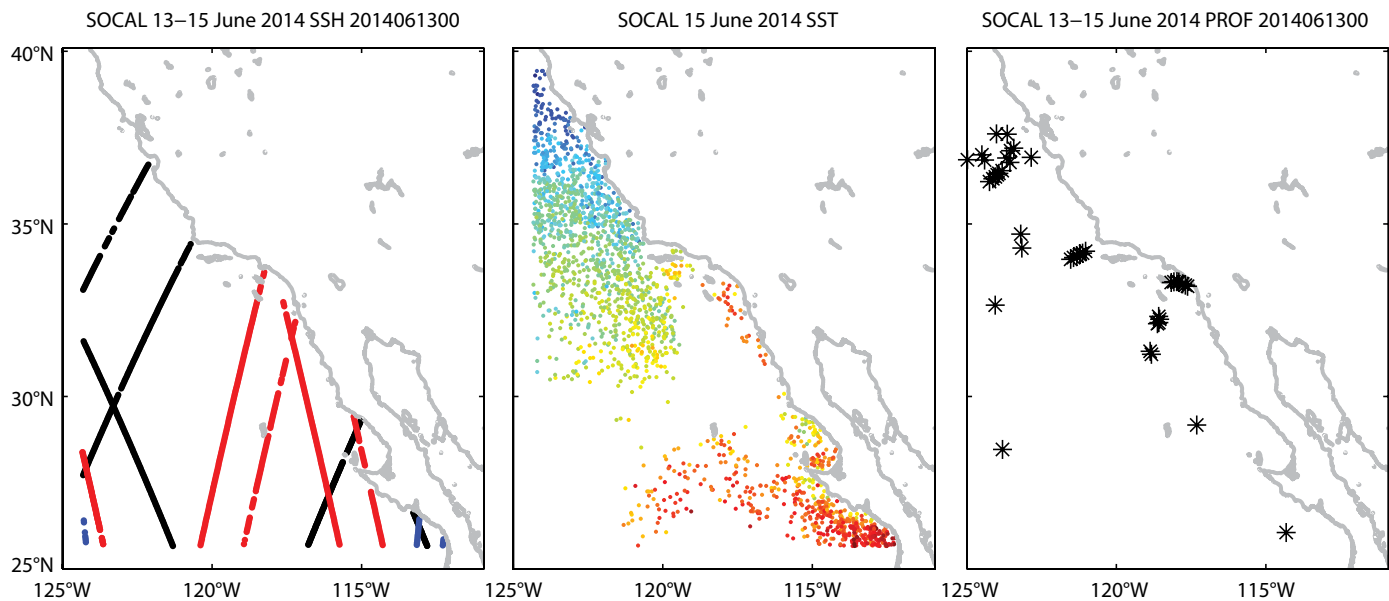 SOCAL 13−15 June 2014 SSH 2014061300
SOCAL 15 June 2014 SST
SOCAL 13−15 June 2014 PROF 2014061300
40°N
35°N
30°N
25°N
125°W 120°W 115°W
120°W 115°W
125°W 120°W 115°W